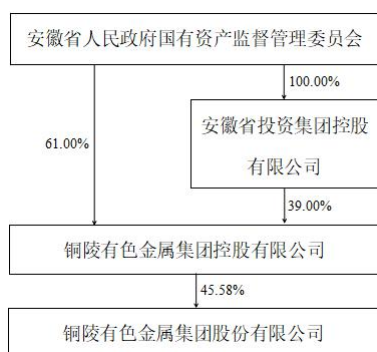 安徽省人民政府国有资产监督管理委员会
100.00%
安徽省投资集团控股
有限公司
61.00%
39.00%
铜陵有色金属集团控股有限公司
45.58%
铜陵有色金属集团股份有限公司